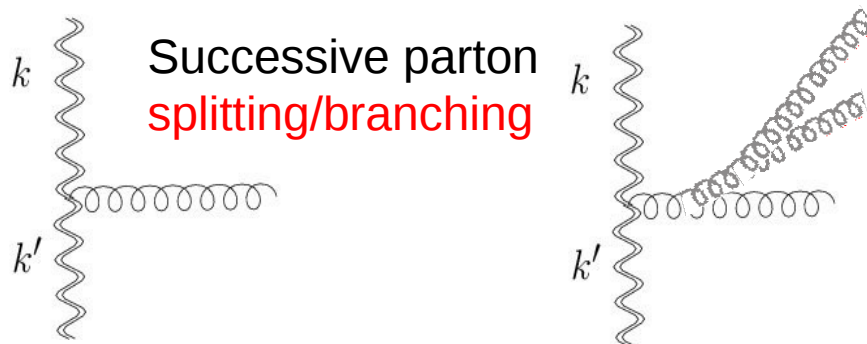 Successive parton
splitting/branching
k
k
k′
k′